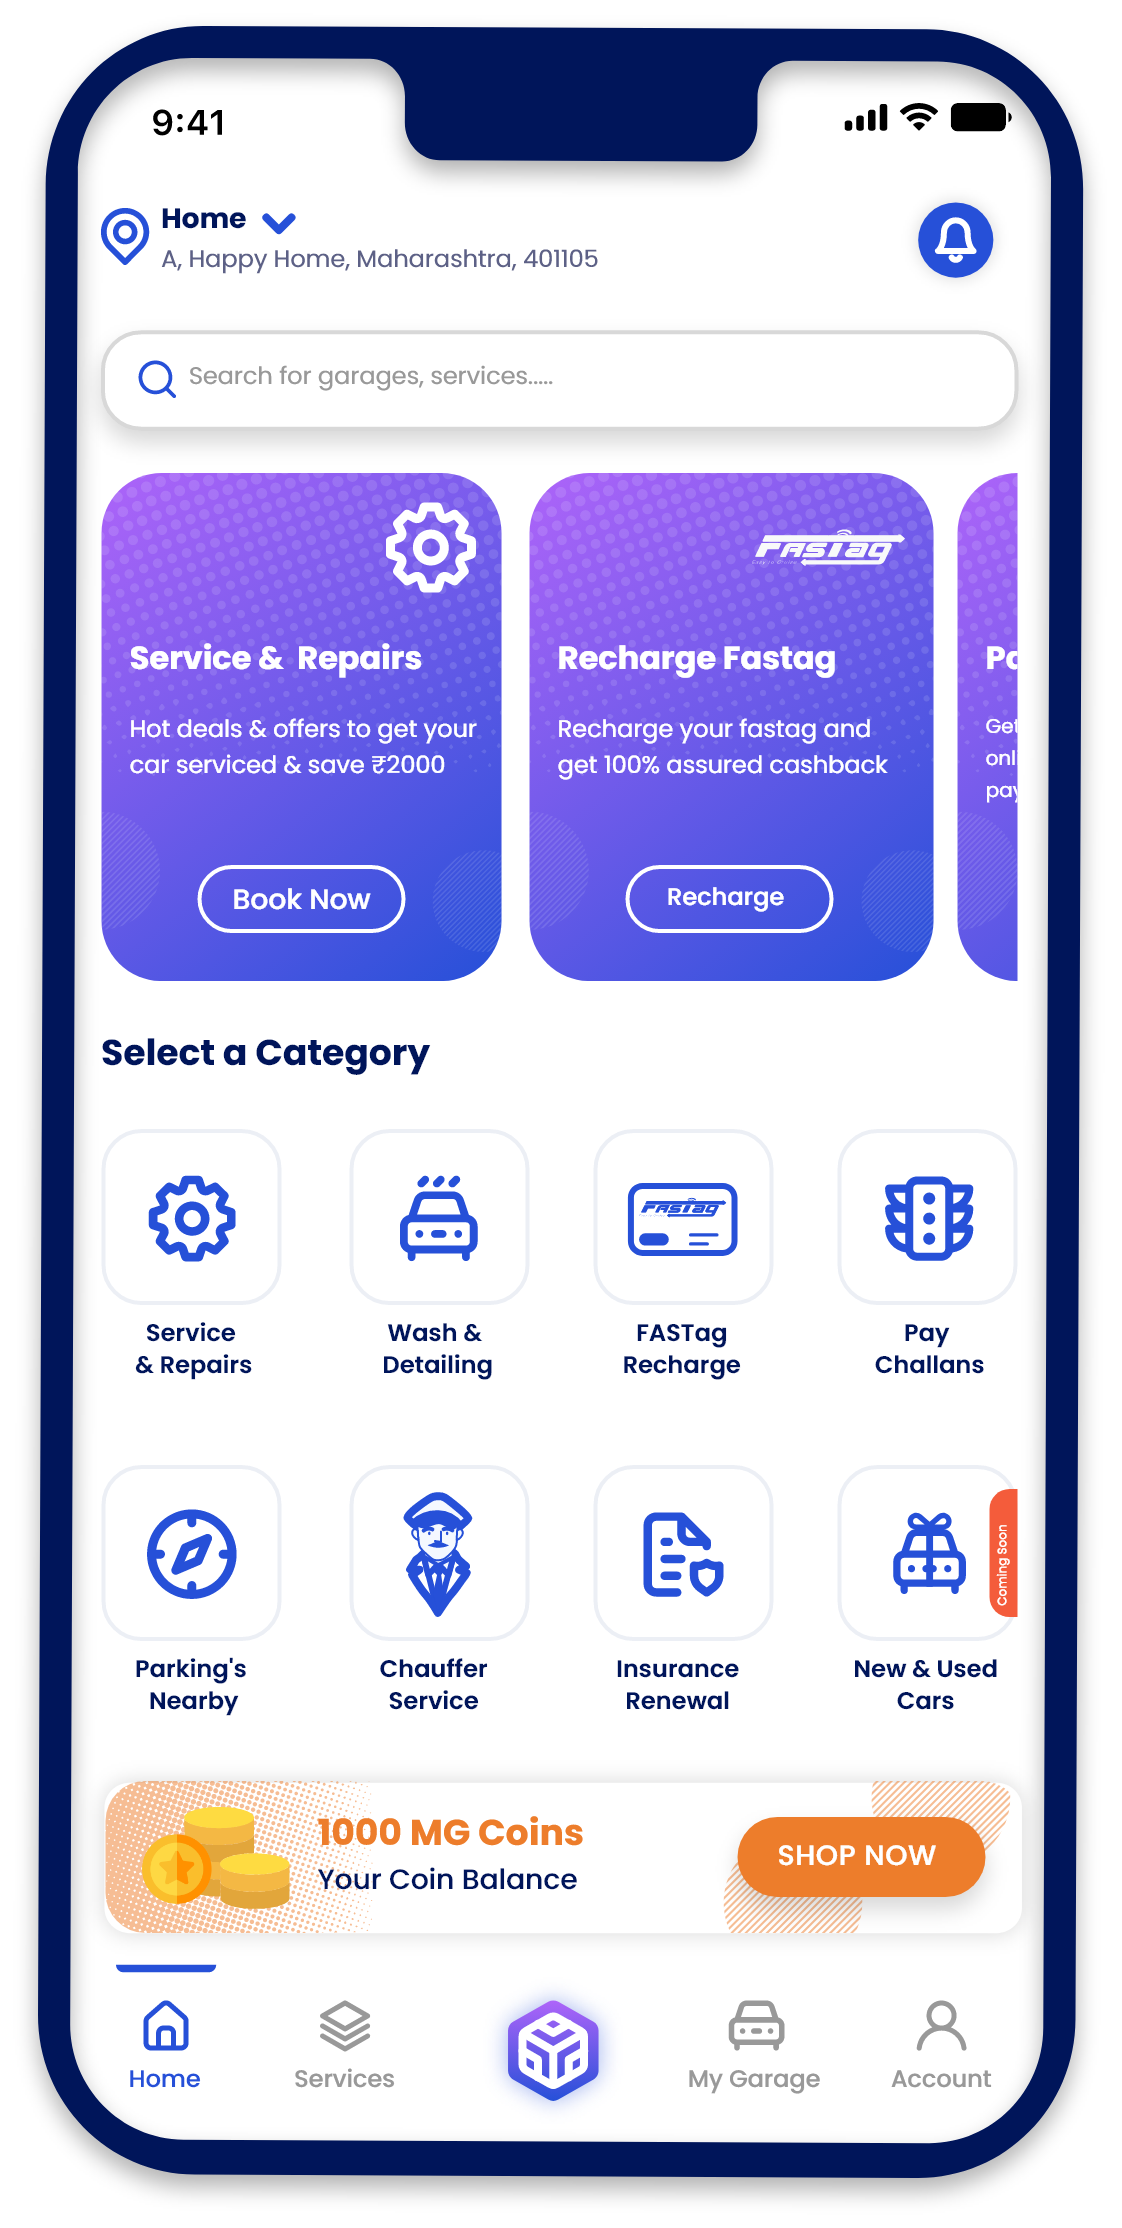 9:41
Home
A, Happy Home, Maharashtra, 401105
Search for garages, services.....
FASTag
Service & Repairs
Hot deals & offers to get your
car serviced & save ₹2000
Book Now
Recharge Fastag
Recharge your fastag and
get 100% assured cashback
Recharge
Pa
Get
onl
pay
Select a Category
Service
& Repairs
Wash &
Detailing
FASTag
FASTag
Recharge
Pay
Challans
Parking's
Nearby
Chauffer
Service
Insurance
Renewal
Coming Soon
New & Used
Cars
1000 MG Coins
Your Coin Balance
SHOP NOW
Home
Services
My Garage
Account